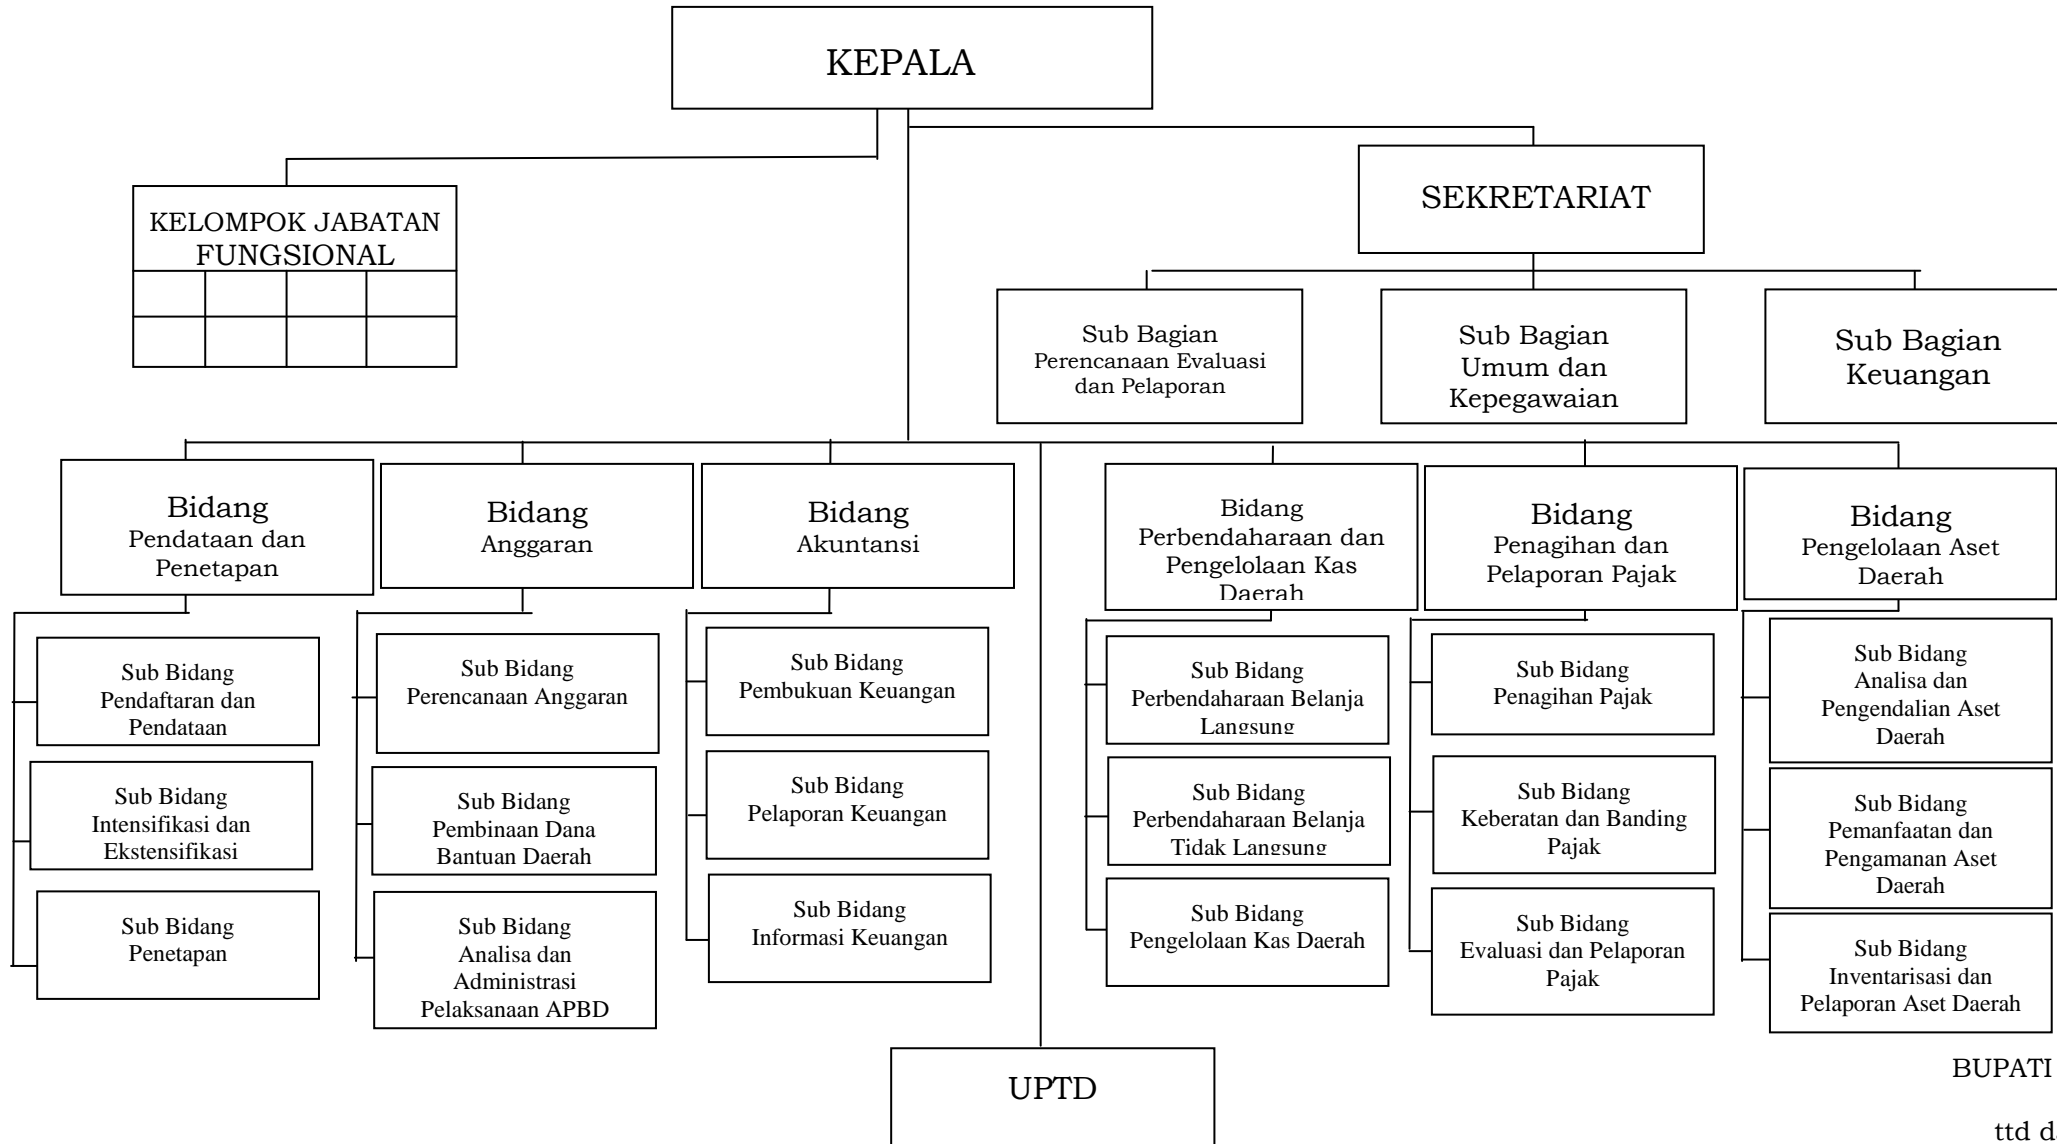 KEPALA
SEKRETARIAT
KELOMPOK JABATAN
FUNGSIONAL
Sub Bagian
Perencanaan Evaluasi
dan Pelaporan
Sub Bagian
Umum dan
Kepegawaian
Sub Bagian
Keuangan
Bidang
Pendataan dan
Penetapan
Bidang
Anggaran
Bidang
Akuntansi
Bidang
Perbendaharaan dan
Pengelolaan Kas
Daerah
Bidang
Penagihan dan
Pelaporan Pajak
Bidang
Pengelolaan Aset
Daerah
Sub Bidang
Pendaftaran dan
Pendataan
Sub Bidang
Intensifikasi dan
Ekstensifikasi
Sub Bidang
Penetapan
Sub Bidang
Perencanaan Anggaran
Sub Bidang
Pembinaan Dana
Bantuan Daerah
Sub Bidang
Analisa dan
Administrasi
Pelaksanaan APBD
Sub Bidang
Pembukuan Keuangan
Sub Bidang
Pelaporan Keuangan
Sub Bidang
Informasi Keuangan
Sub Bidang
Perbendaharaan Belanja
Langsung
Sub Bidang
Perbendaharaan Belanja
Tidak Langsung
Sub Bidang
Pengelolaan Kas Daerah
Sub Bidang
Penagihan Pajak
Sub Bidang
Keberatan dan Banding
Pajak
Sub Bidang
Evaluasi dan Pelaporan
Pajak
Sub Bidang
Analisa dan
Pengendalian Aset
Daerah
Sub Bidang
Pemanfaatan dan
Pengamanan Aset
Daerah
Sub Bidang
Inventarisasi dan
Pelaporan Aset Daerah
UPTD
BUPATI
ttd d